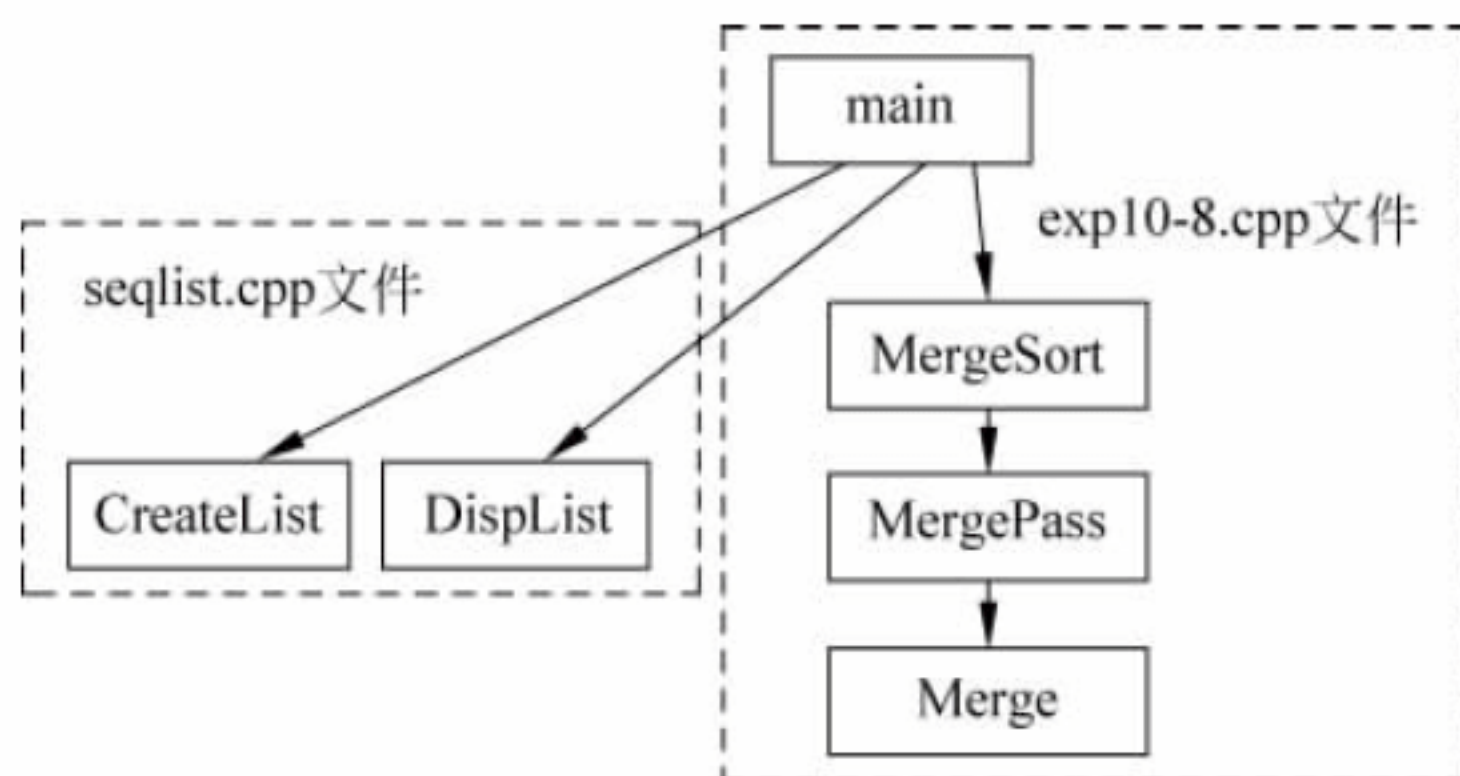 main
exp10-8.cpp文件
seqlist.cpp文件
MergeSort
CreateList
DispList
MergePass
Merge